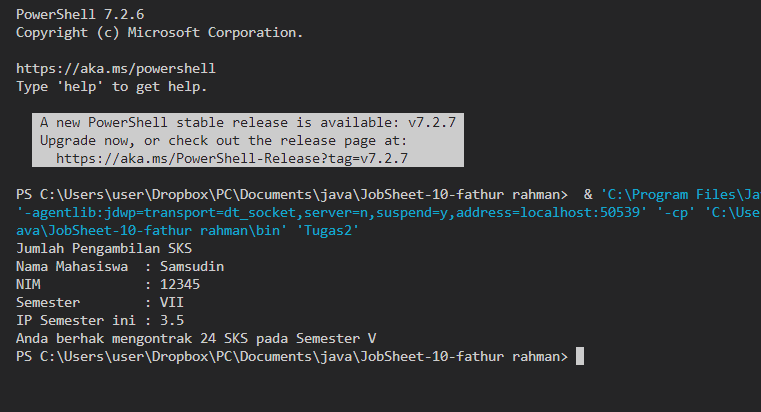 PowerShell 7.2.6
Copyright (c) Microsoft Corporation.
https://aka.ms/powershell
Type 'help' to get help.
A new PowerShell stable release is available: v7.2.7
Upgrade now, or check out the release page at:
https://aka.ms/PowerShell-Release?tag=v7.2.7
PS C:\Users\user\Dropbox\PC\Documents\java\JobSheet-10-fathur rahman>  & 'C:\Program Files\Ja
'-agentlib:jdwp=transport=dt_socket,server=n,suspend=y,address=localhost:50539' '-cp' 'C:\Use
ava\JobSheet-10-fathur rahman\bin' 'Tugas2'
Jumlah Pengambilan SKS
Nama Mahasiswa  : Samsudin
NIM             : 12345
Semester        : VII
IP Semester ini : 3.5
Anda berhak mengontrak 24 SKS pada Semester V
PS C:\Users\user\Dropbox\PC\Documents\java\JobSheet-10-fathur rahman>